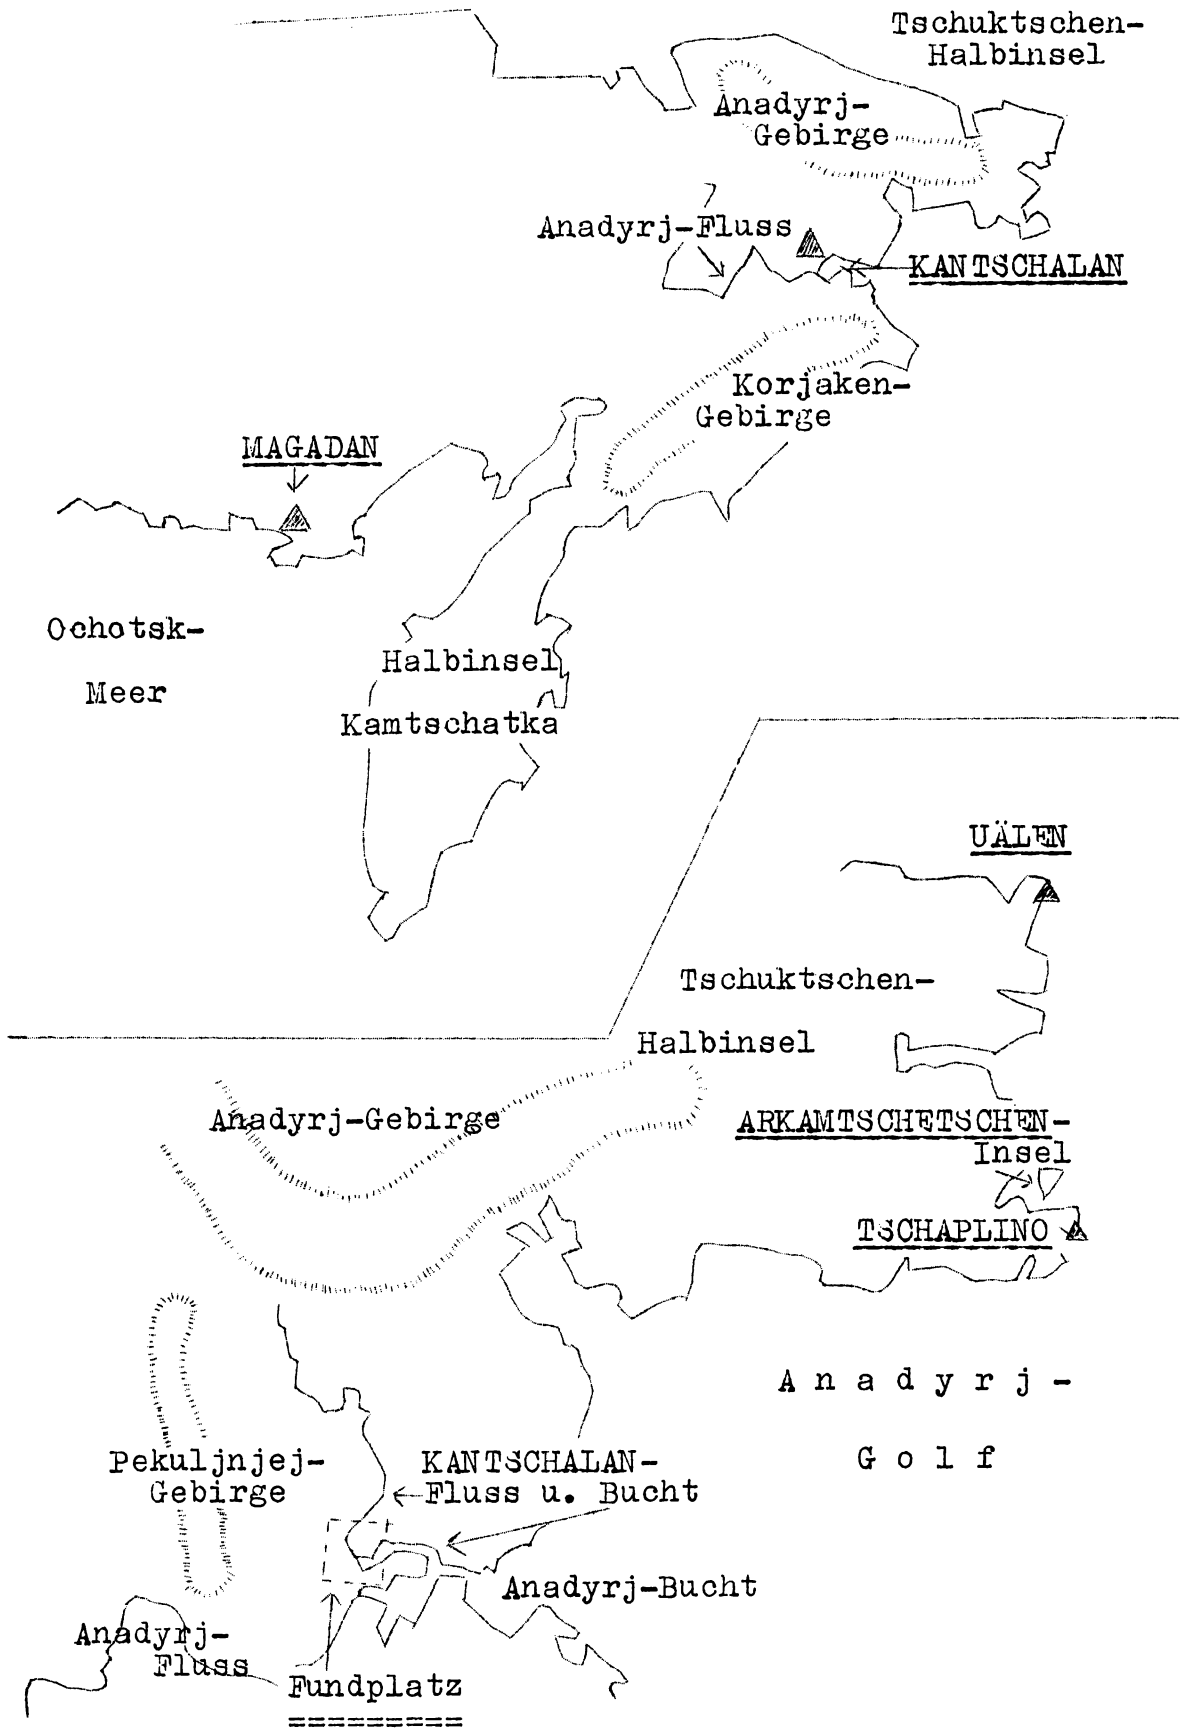 Tschuktschen-
Halbinsel
Anadyrj-
Gebirge
Anadyrj-Fluss
KANTSCHALAN
Korjaken-
Gebirge
MAGADAN
Ochotsk-
Meer
Halbinsel
Kamtschatka
UÄLEN
Tschuktschen-
Halbinsel
Anadyrj-Gebirge
ARKAMTSCHETSCHEN-
Insel
TSCHAPLINO
Anadyrj-
Golf
Pekuljnjej-
Gebirge
KANTSCHALAN-
Fluss u. Bucht
Anadyrj-Bucht
Anadyrj-
Fluss
Fundplatz